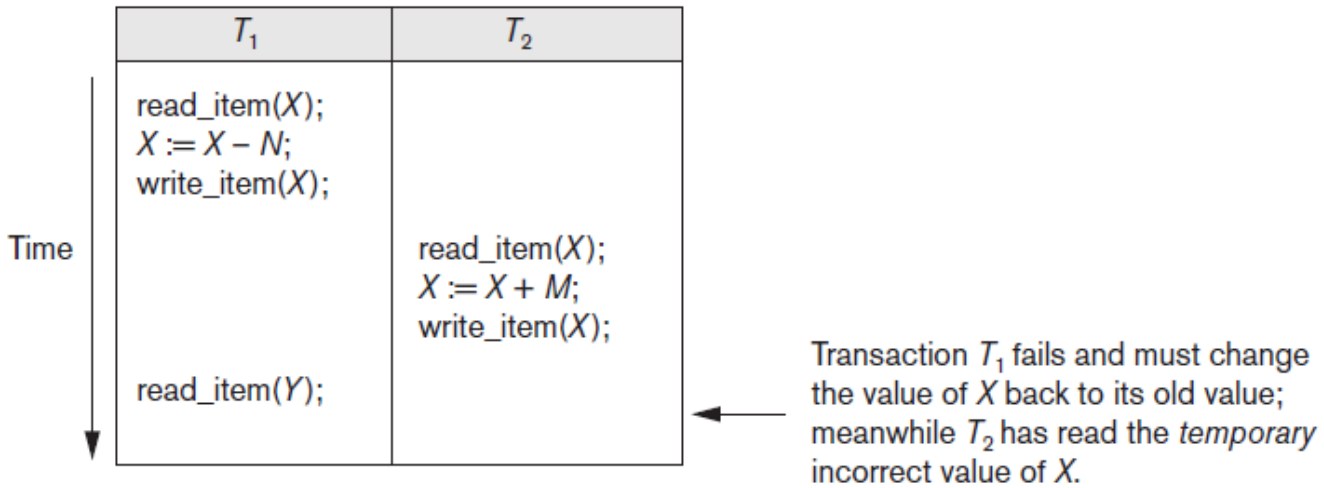 T₁ T₂
read_item(X);
X := X – N;
write_item(X);
Time
read_item(X);
X := X + M;
write_item(X);
read_item(Y);
Transaction T₁ fails and must change
the value of X back to its old value;
meanwhile T₂ has read the temporary
incorrect value of X.